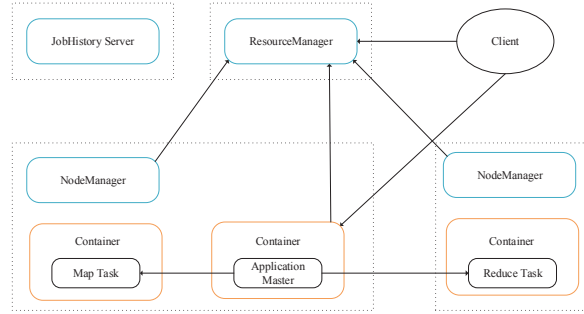 JobHistory Server
ResourceManager
Client
NodeManager
NodeManager
Container
Container
Container
Map Task
Application
Master
Reduce Task